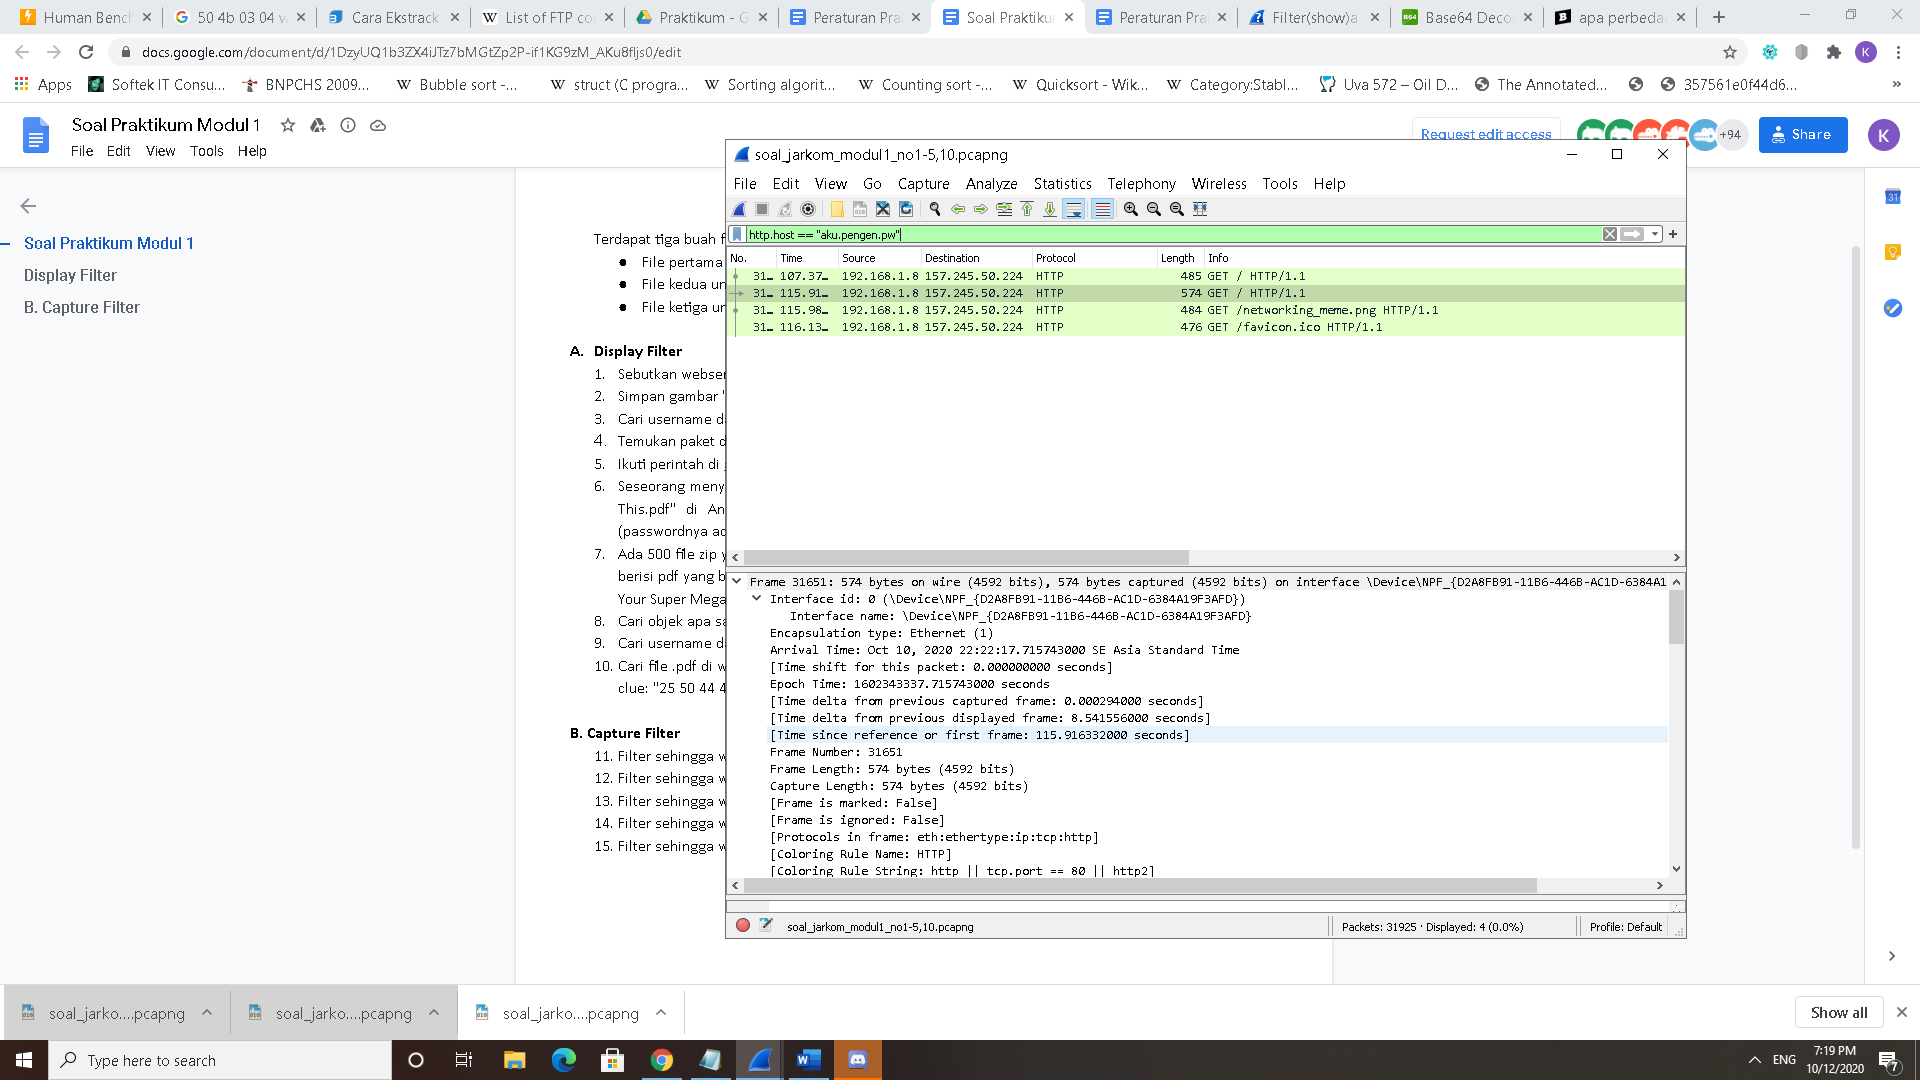 Human Bench
50 4b 03 04 w
Cara Ekstrack
List of FTP co
Praktikum - G
Peraturan Pra
Soal Praktikum
Peraturan Pra
Filter(show)a
Base64 Deco
apa perbeda
docs.google.com/document/d/1DzyUQ1b3ZX4iJTz7bMGtZp2P-if1KG9zM_AKu8fIjs0/edit
K
Apps
Softek IT Consu...
BNPCHS 2009...
Bubble sort -...
struct (C progra...
Sorting algorit...
Counting sort -...
Quicksort - Wik...
Category:Stabl...
Uva 572 – Oil D...
The Annotated...
357561e0f44d6...
»
Soal Praktikum Modul 1
File Edit View Tools Help
Request edit access
+94
Share
K
Soal Praktikum Modul 1
Display Filter
B. Capture Filter
Terdapat tiga buah f
● File pertama
● File kedua un
● File ketiga un
A. Display Filter
1. Sebutkan webser
2. Simpan gambar "
3. Cari username da
4. Temukan paket d
5. Ikuti perintah di
6. Seseorang meny
This.pdf" di An
(passwordnya ad
7. Ada 500 file zip y
berisi pdf yang b
Your Super Mega
8. Cari objek apa sa
9. Cari username da
10. Cari file .pdf di w
clue: "25 50 44 4
B. Capture Filter
11. Filter sehingga w
12. Filter sehingga w
13. Filter sehingga w
14. Filter sehingga w
15. Filter sehingga w
soal_jarkom_modul1_no1-5,10.pcapng
File Edit View Go Capture Analyze Statistics Telephony Wireless Tools Help
http.host == "aku.pengen.pw"
No. Time Source Destination Protocol Length Info
31… 107.37… 192.168.1.8 157.245.50.224 HTTP 485 GET / HTTP/1.1
31… 115.91… 192.168.1.8 157.245.50.224 HTTP 574 GET / HTTP/1.1
31… 115.98… 192.168.1.8 157.245.50.224 HTTP 484 GET /networking_meme.png HTTP/1.1
31… 116.13… 192.168.1.8 157.245.50.224 HTTP 476 GET /favicon.ico HTTP/1.1
Frame 31651: 574 bytes on wire (4592 bits), 574 bytes captured (4592 bits) on interface \Device\NPF_{D2A8FB91-11B6-446B-AC1D-6384A1
Interface id: 0 (\Device\NPF_{D2A8FB91-11B6-446B-AC1D-6384A19F3AFD})
Interface name: \Device\NPF_{D2A8FB91-11B6-446B-AC1D-6384A19F3AFD}
Encapsulation type: Ethernet (1)
Arrival Time: Oct 10, 2020 22:22:17.715743000 SE Asia Standard Time
[Time shift for this packet: 0.000000000 seconds]
Epoch Time: 1602343337.715743000 seconds
[Time delta from previous captured frame: 0.000294000 seconds]
[Time delta from previous displayed frame: 8.541556000 seconds]
[Time since reference or first frame: 115.916332000 seconds]
Frame Number: 31651
Frame Length: 574 bytes (4592 bits)
Capture Length: 574 bytes (4592 bits)
[Frame is marked: False]
[Frame is ignored: False]
[Protocols in frame: eth:ethertype:ip:tcp:http]
[Coloring Rule Name: HTTP]
[Coloring Rule String: http || tcp.port == 80 || http2]
soal_jarkom_modul1_no1-5,10.pcapng
Packets: 31925 · Displayed: 4 (0.0%)
Profile: Default
soal_jarko....pcapng
soal_jarko....pcapng
soal_jarko....pcapng
Show all
Type here to search
ENG
7:19 PM
10/12/2020
7